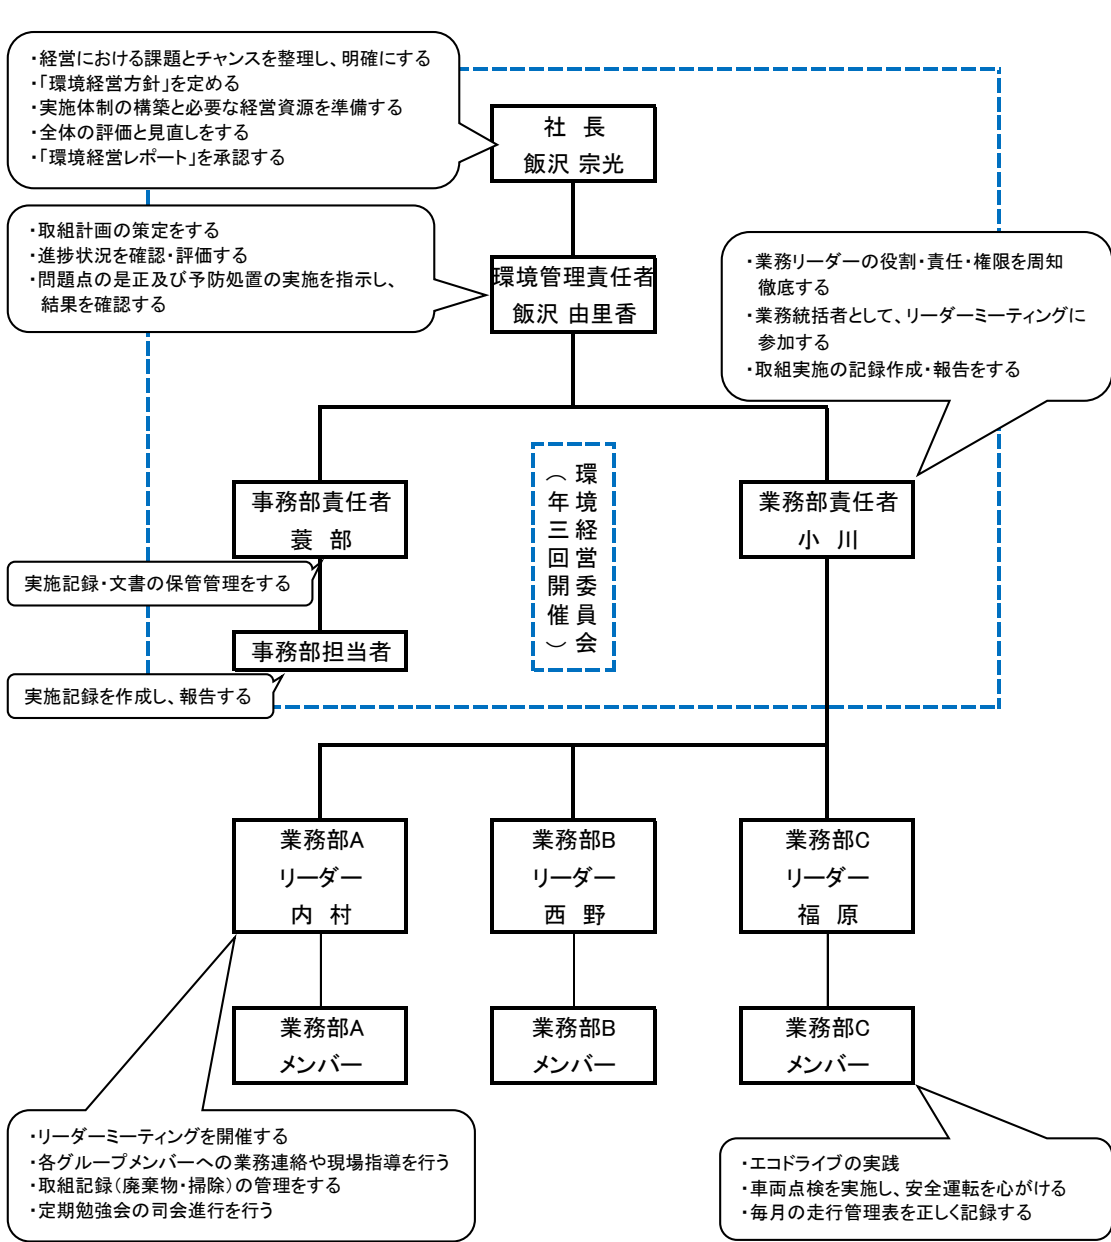 ・経営における課題とチャンスを整理し、明確にする
・「環境経営方針」を定める
・実施体制の構築と必要な経営資源を準備する
・全体の評価と見直しをする
・「環境経営レポート」を承認する
社 長
飯沢 宗光
・取組計画の策定をする
・進捗状況を確認・評価する
・問題点の是正及び予防処置の実施を指示し、
結果を確認する
環境管理責任者
飯沢 由里香
・業務リーダーの役割・責任・権限を周知
徹底する
・業務統括者として、リーダーミーティングに
参加する
・取組実施の記録作成・報告をする
環境経営委員会
（年三回開催）
事務部責任者
蓑 部
業務部責任者
小 川
実施記録・文書の保管管理をする
事務部担当者
実施記録を作成し、報告する
業務部A
リーダー
内 村
業務部B
リーダー
西 野
業務部C
リーダー
福 原
業務部A
メンバー
業務部B
メンバー
業務部C
メンバー
・リーダーミーティングを開催する
・各グループメンバーへの業務連絡や現場指導を行う
・取組記録（廃棄物・掃除）の管理をする
・定期勉強会の司会進行を行う
・エコドライブの実践
・車両点検を実施し、安全運転を心がける
・毎月の走行管理表を正しく記録する